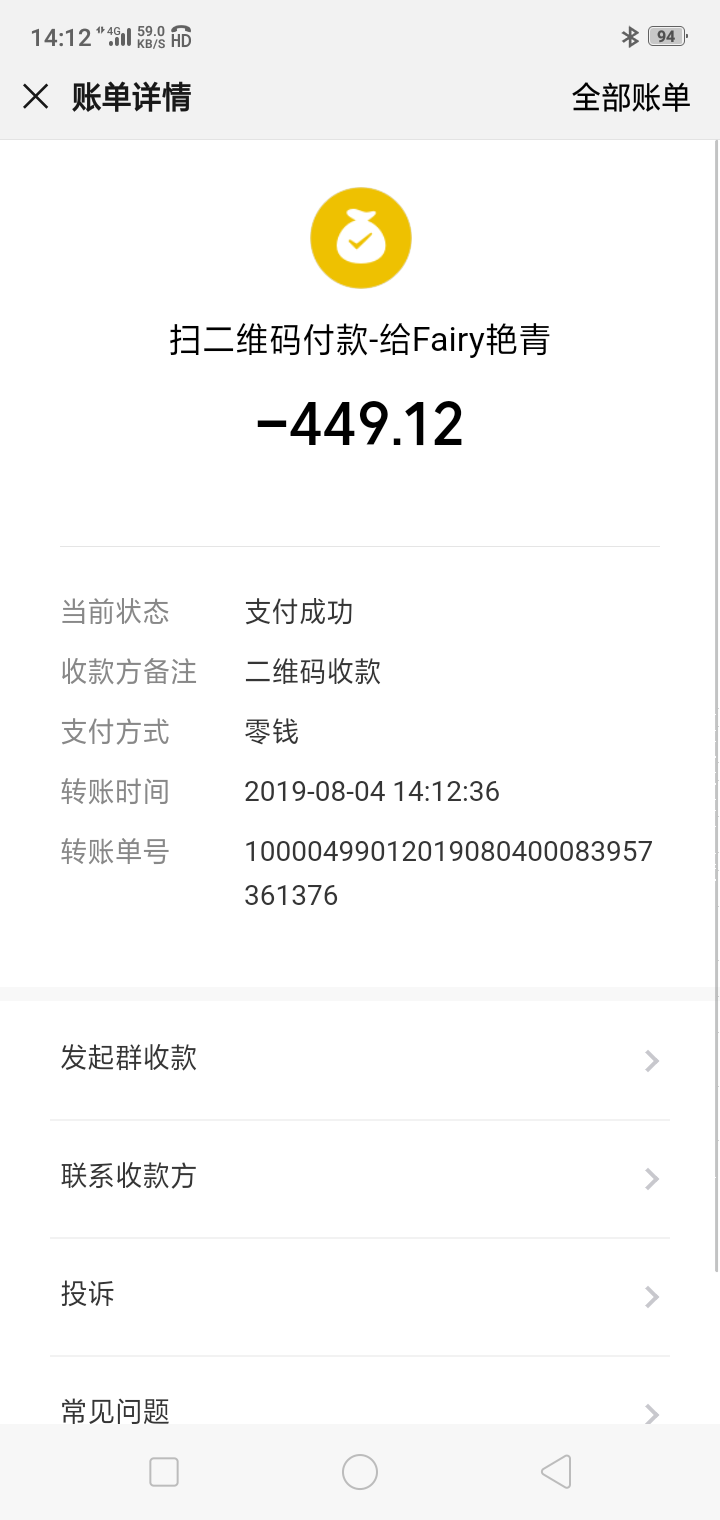 14:12 4G 59.0 KB/S HD 94
账单详情 全部账单
扫二维码付款-给Fairy艳青
-449.12
当前状态 支付成功
收款方备注 二维码收款
支付方式 零钱
转账时间 2019-08-04 14:12:36
转账单号 10000499012019080400083957
361376
发起群收款
联系收款方
投诉
常见问题